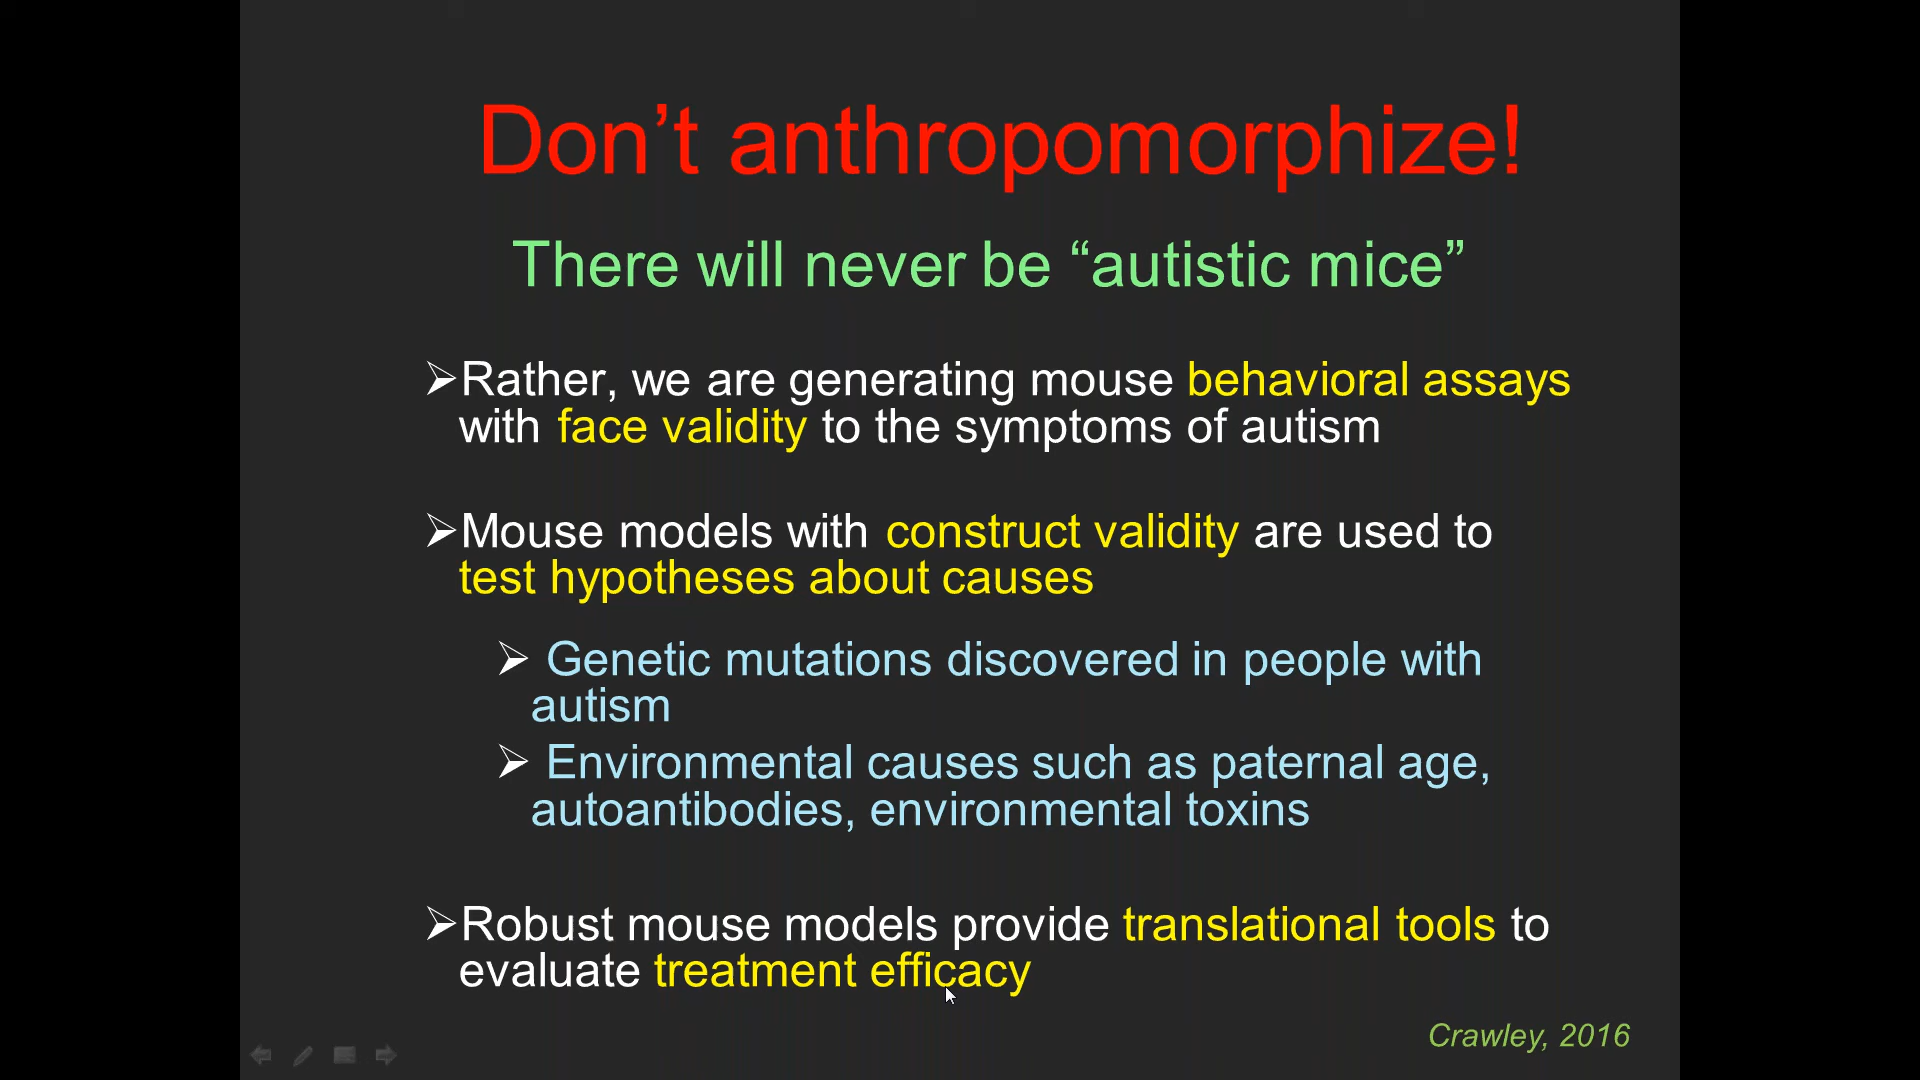 Don’t anthropomorphize!
There will never be “autistic mice”
➢Rather, we are generating mouse behavioral assays
with face validity to the symptoms of autism
➢Mouse models with construct validity are used to
test hypotheses about causes
➢ Genetic mutations discovered in people with
autism
➢ Environmental causes such as paternal age,
autoantibodies, environmental toxins
➢Robust mouse models provide translational tools to
evaluate treatment efficacy
Crawley, 2016